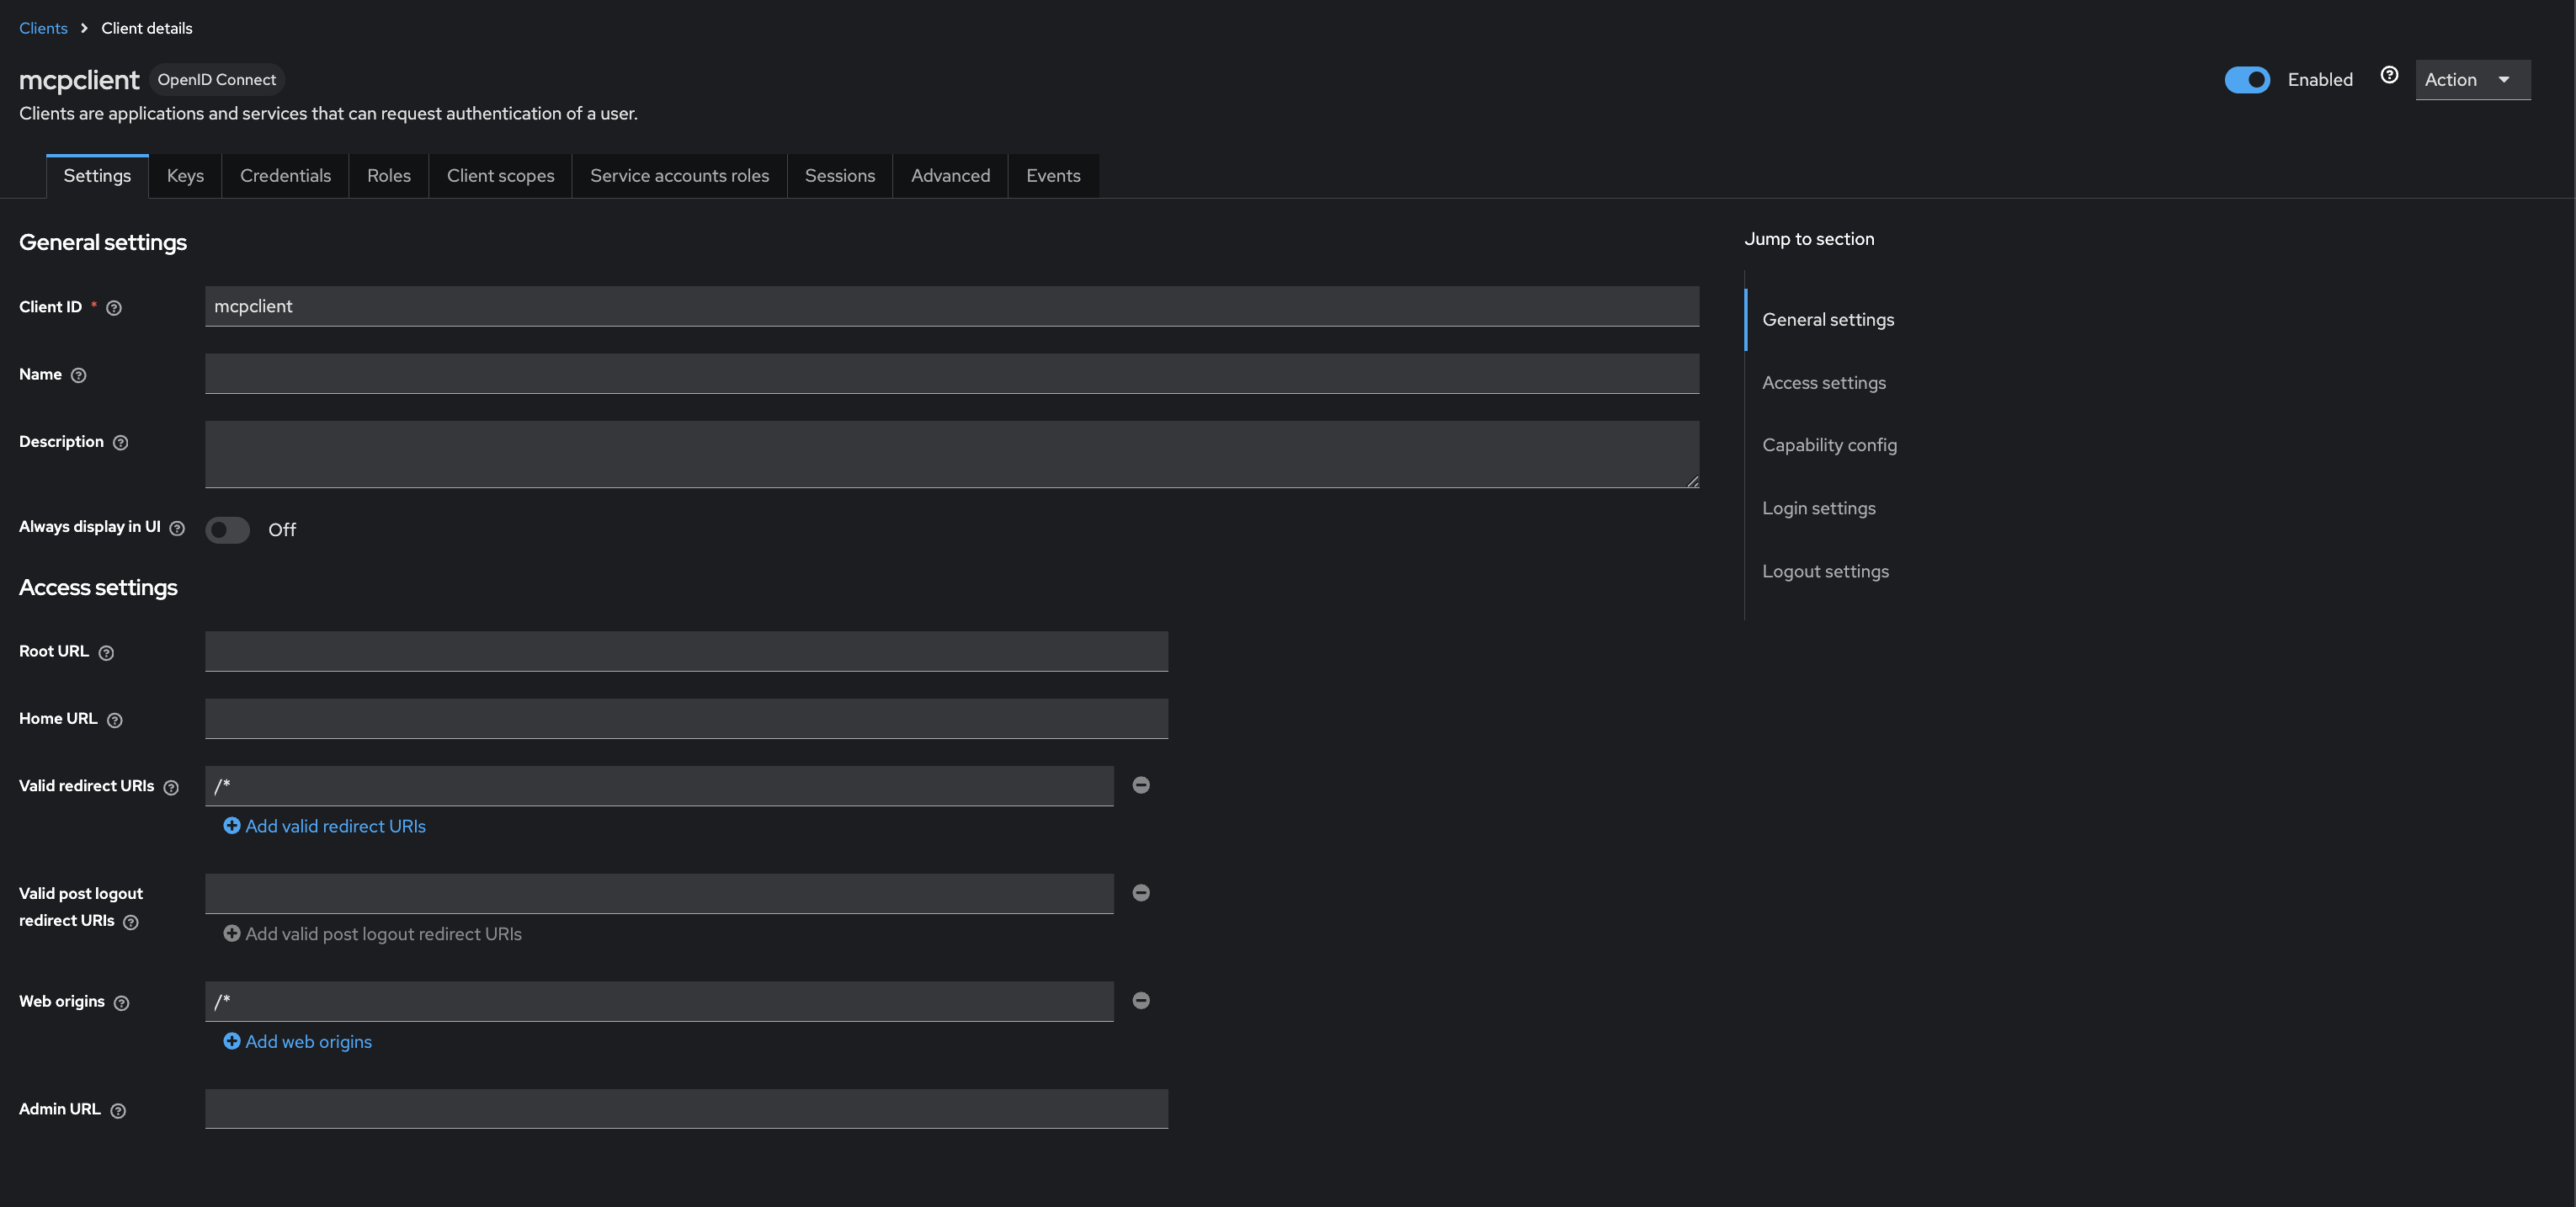 Clients > Client details
mcpclient OpenID Connect
Enabled
Action
Clients are applications and services that can request authentication of a user.
Settings Keys Credentials Roles Client scopes Service accounts roles Sessions Advanced Events
General settings
Jump to section
Client ID * mcpclient
General settings
Name
Access settings
Description
Capability config
Login settings
Always display in UI Off
Logout settings
Access settings
Root URL
Home URL
Valid redirect URIs /*
Add valid redirect URIs
Valid post logout
redirect URIs
Add valid post logout redirect URIs
Web origins /*
Add web origins
Admin URL